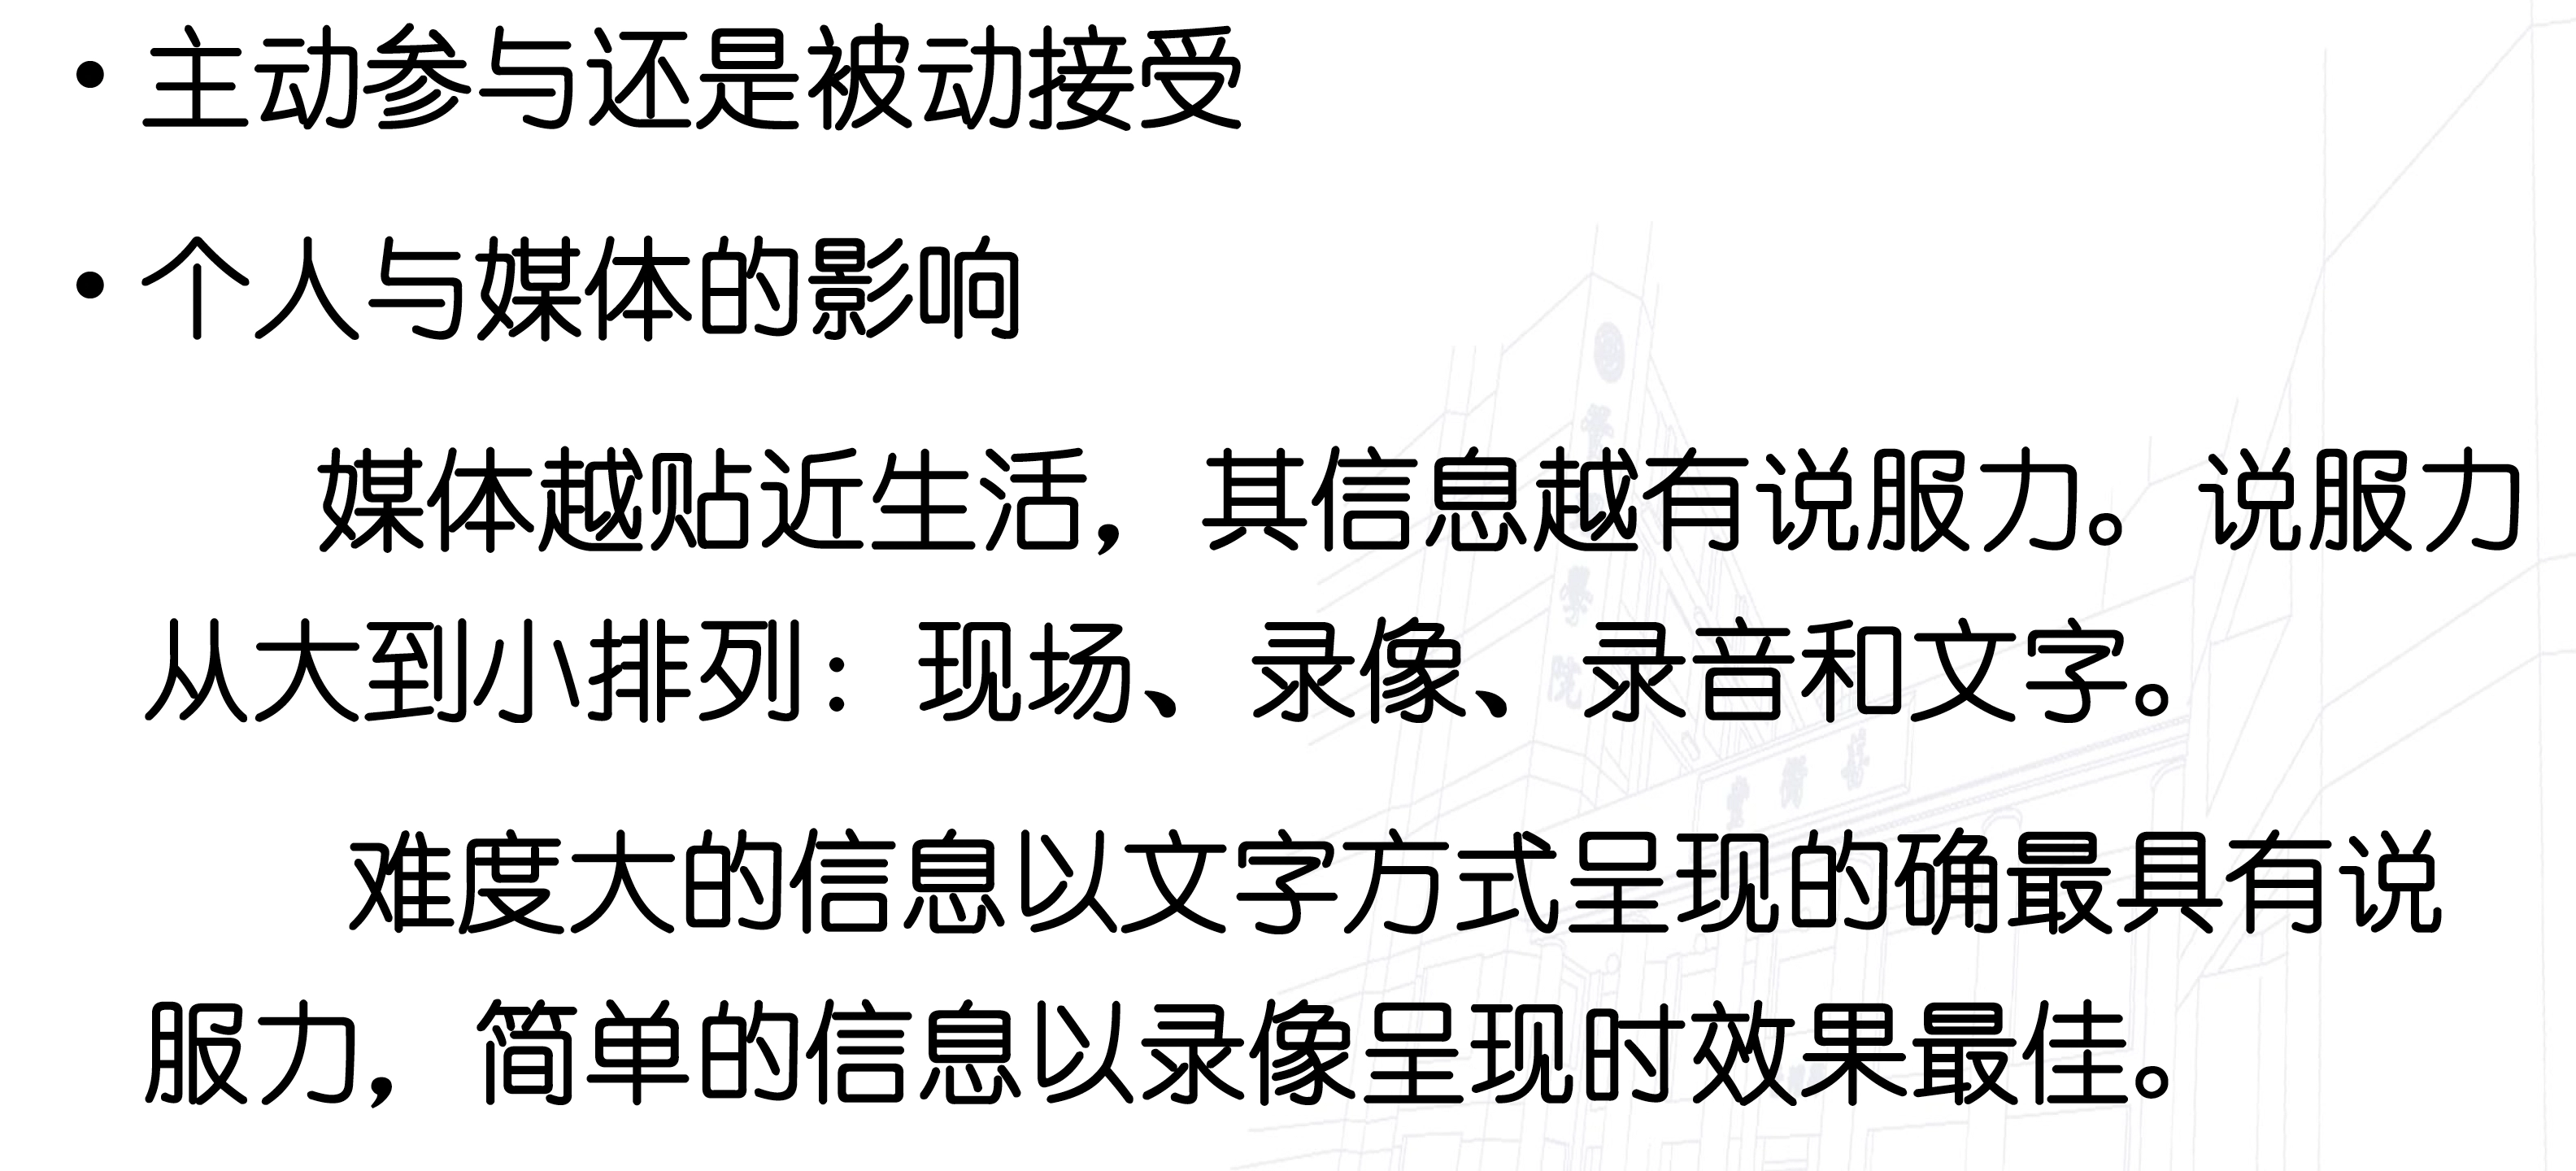 • 主动参与还是被动接受
• 个人与媒体的影响
媒体越贴近生活，其信息越有说服力。说服力
从大到小排列：现场、录像、录音和文字。
难度大的信息以文字方式呈现的确最具有说
服力，简单的信息以录像呈现时效果最佳。